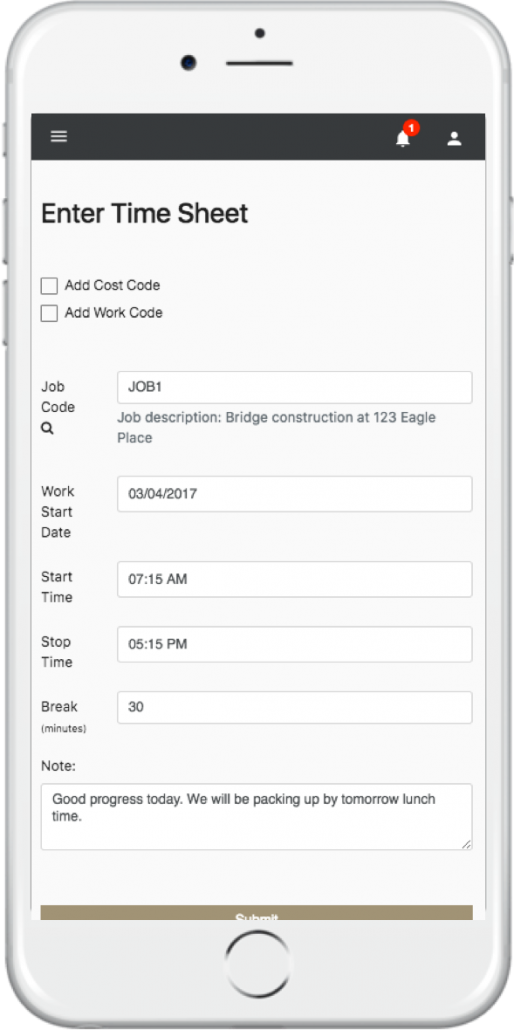 1
Enter Time Sheet
Add Cost Code
Add Work Code
Job
Code
JOB1
Job description: Bridge construction at 123 Eagle
Place
Work
Start
Date
03/04/2017
Start
Time
07:15 AM
Stop
Time
05:15 PM
Break
(minutes)
30
Note:
Good progress today. We will be packing up by tomorrow lunch
time.
Submit